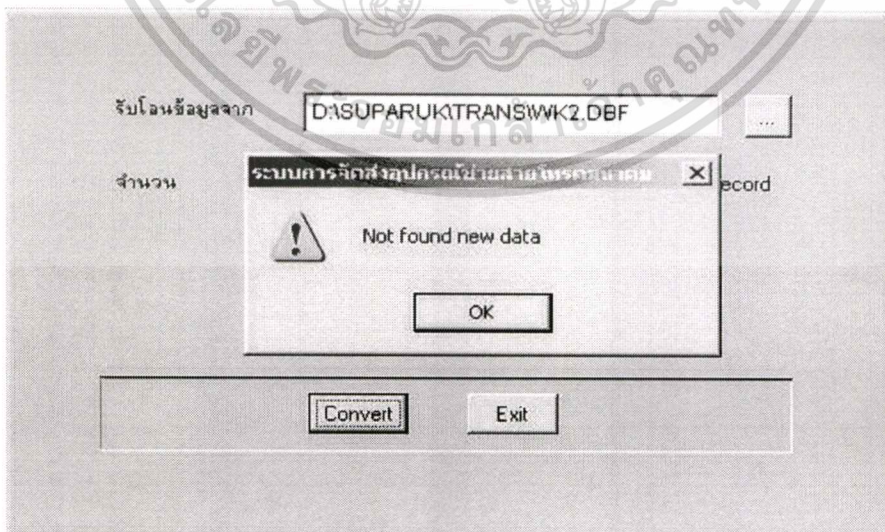 รับโอนข้อมูลจาก D:\SUPARUK\TRANS\WK2.DBF ...
จำนวน ecord
ระบบการจัดส่งอุปกรณ์ข่ายสายโทรคมนาคม
Not found new data
OK
Convert Exit